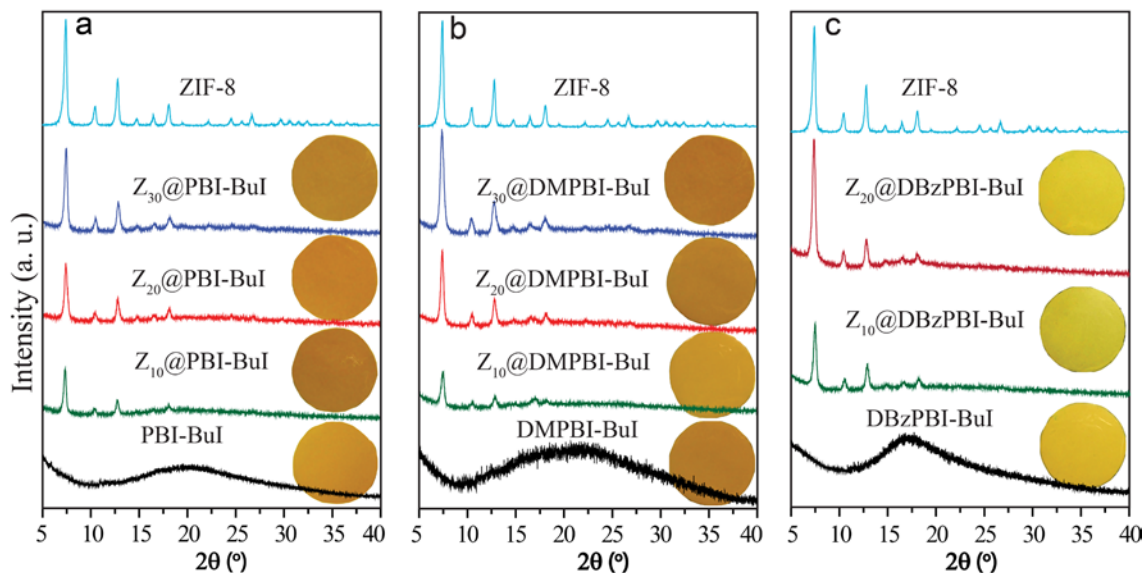 a
ZIF-8
Z30@PBI-BuI
Z20@PBI-BuI
Z10@PBI-BuI
PBI-BuI
Intensity (a. u.)
5 10 15 20 25 30 35 40
2θ (°)
b
ZIF-8
Z30@DMPBI-BuI
Z20@DMPBI-BuI
Z10@DMPBI-BuI
DMPBI-BuI
5 10 15 20 25 30 35 40
2θ (°)
c
ZIF-8
Z20@DBzPBI-BuI
Z10@DBzPBI-BuI
DBzPBI-BuI
5 10 15 20 25 30 35 40
2θ (°)